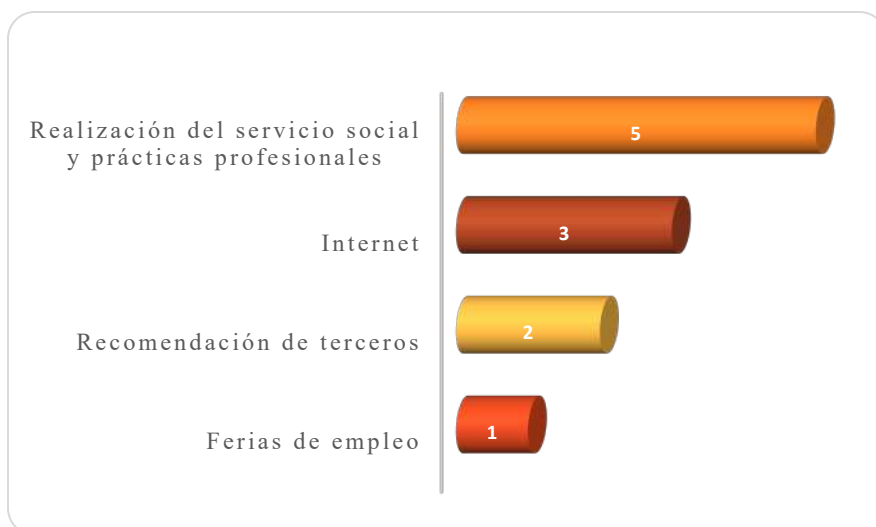 Realización del servicio social
y prácticas profesionales
5
Internet
3
Recomendación de terceros
2
Ferias de empleo
1